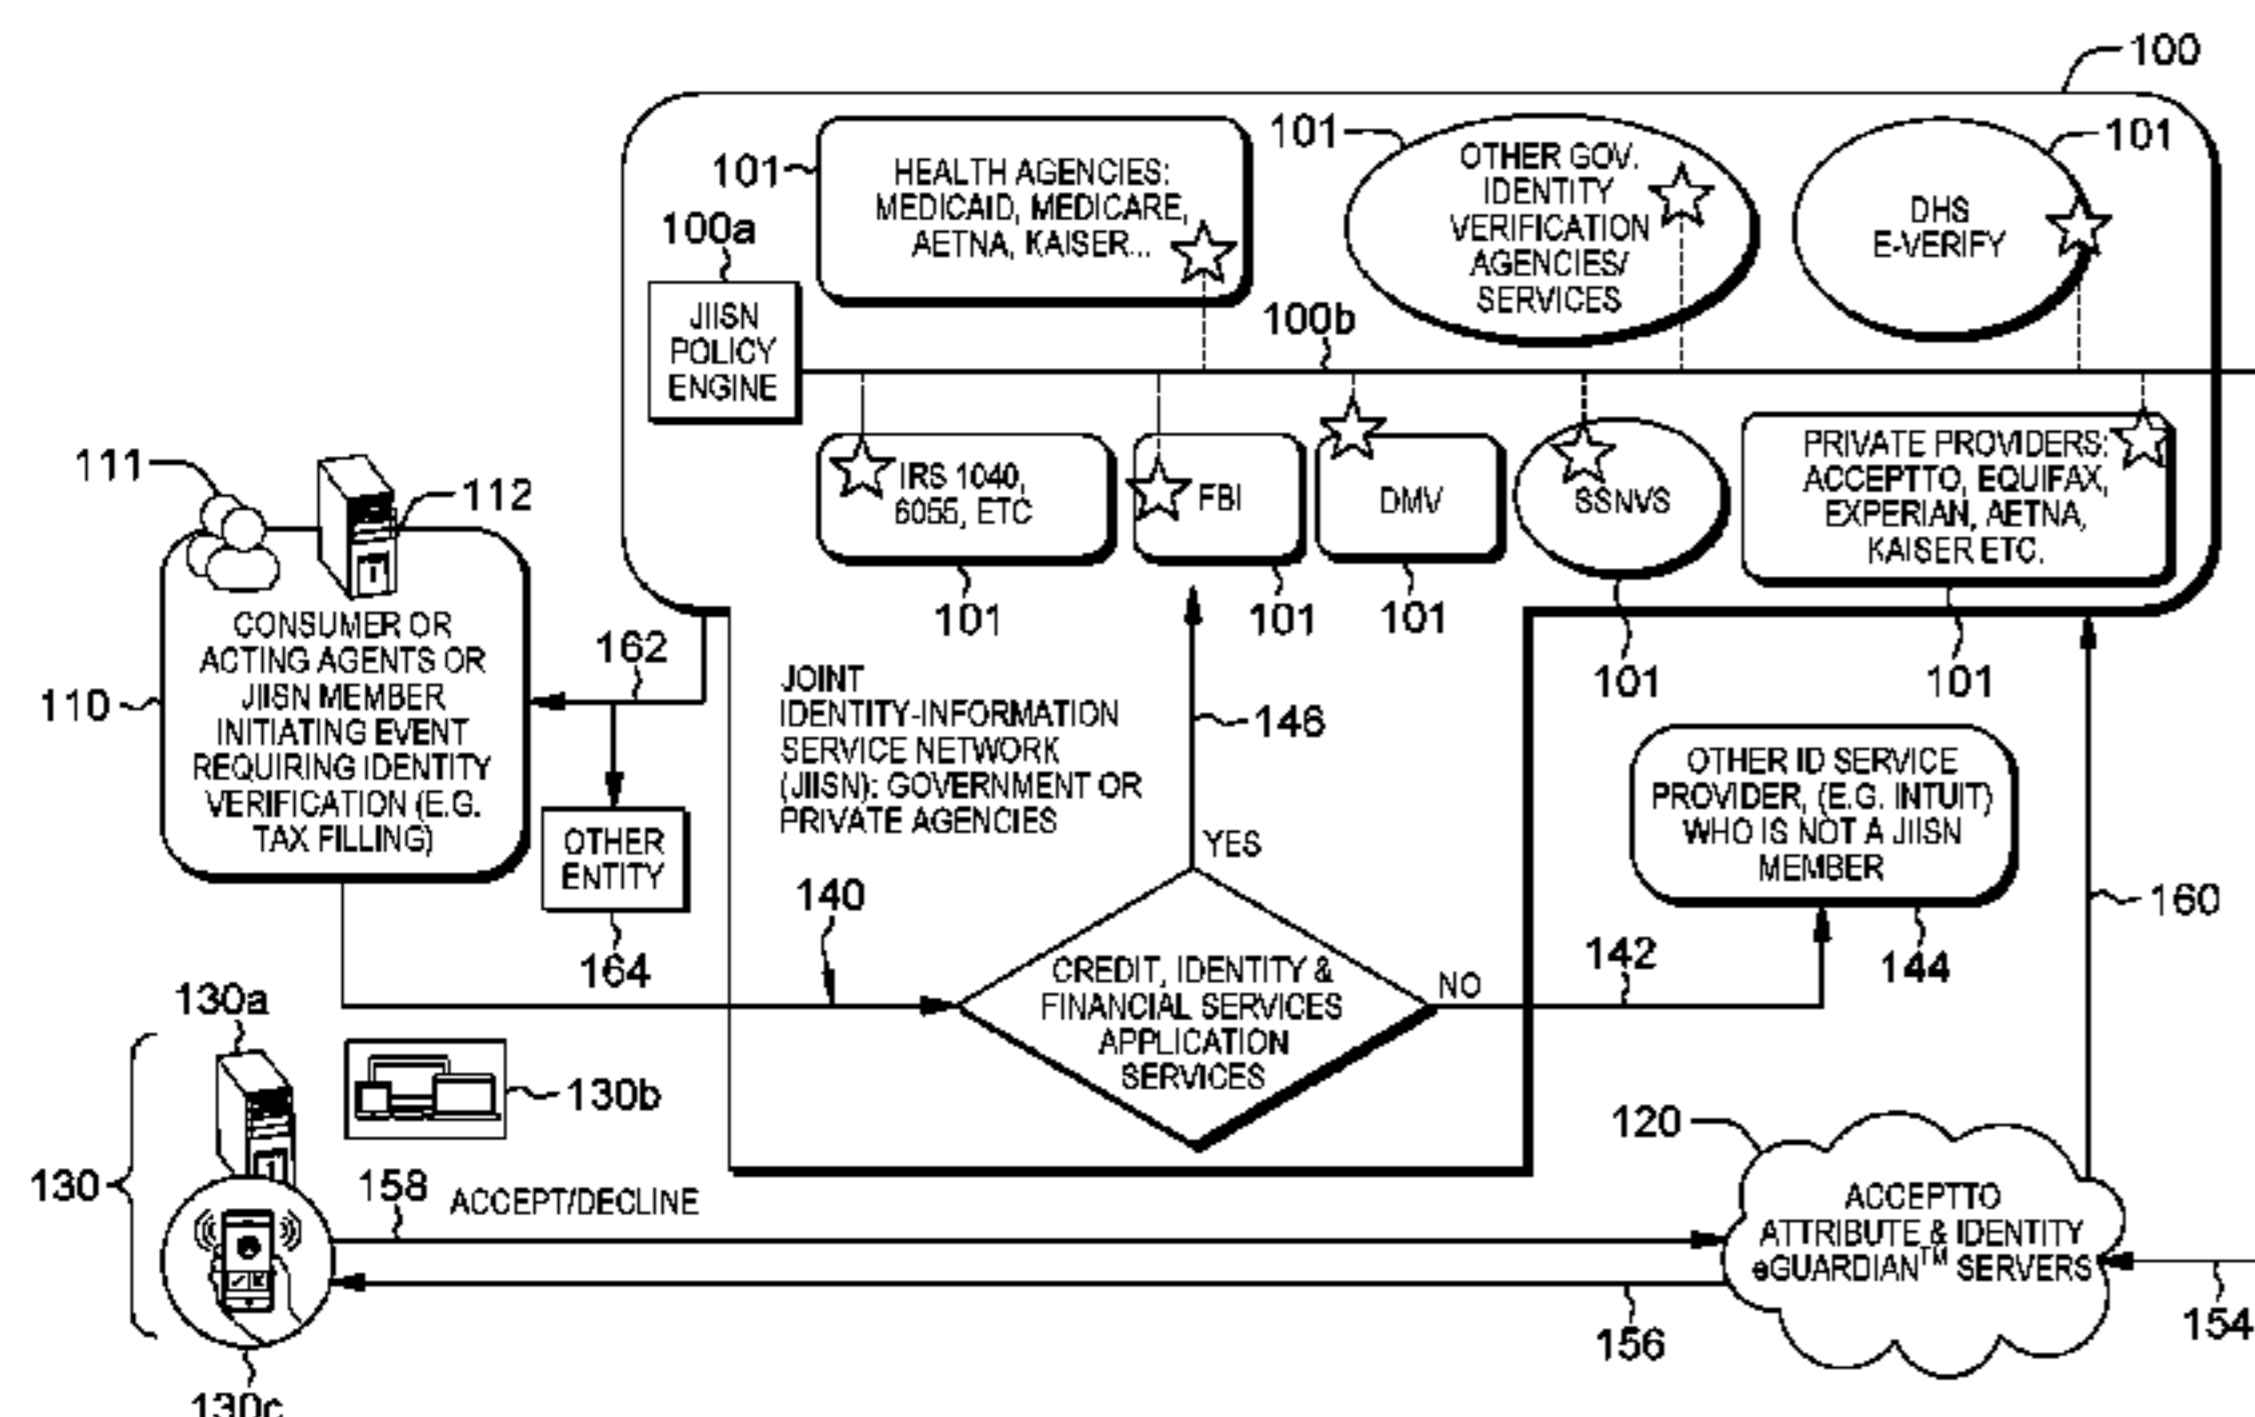 100
101
HEALTH AGENCIES:
MEDICAID, MEDICARE,
AETNA, KAISER...
101
OTHER GOV.
IDENTITY
VERIFICATION
AGENCIES/
SERVICES
101
DHS
E-VERIFY
100a
JIISN
POLICY
ENGINE
100b
IRS 1040,
6055, ETC
101
FBI
101
DMV
101
SSNVS
101
PRIVATE PROVIDERS:
ACCEPTTO, EQUIFAX,
EXPERIAN, AETNA,
KAISER ETC.
101
111
112
110
CONSUMER OR
ACTING AGENTS OR
JIISN MEMBER
INITIATING EVENT
REQUIRING IDENTITY
VERIFICATION (E.G.
TAX FILLING)
162
OTHER
ENTITY
164
JOINT
IDENTITY-INFORMATION
SERVICE NETWORK
(JIISN): GOVERNMENT OR
PRIVATE AGENCIES
146
YES
140
CREDIT, IDENTITY &
FINANCIAL SERVICES
APPLICATION
SERVICES
NO
142
OTHER ID SERVICE
PROVIDER, (E.G. INTUIT)
WHO IS NOT A JIISN
MEMBER
144
160
130a
130b
130
130c
158
ACCEPT/DECLINE
156
120
ACCEPTTO
ATTRIBUTE & IDENTITY
eGUARDIAN™ SERVERS
154